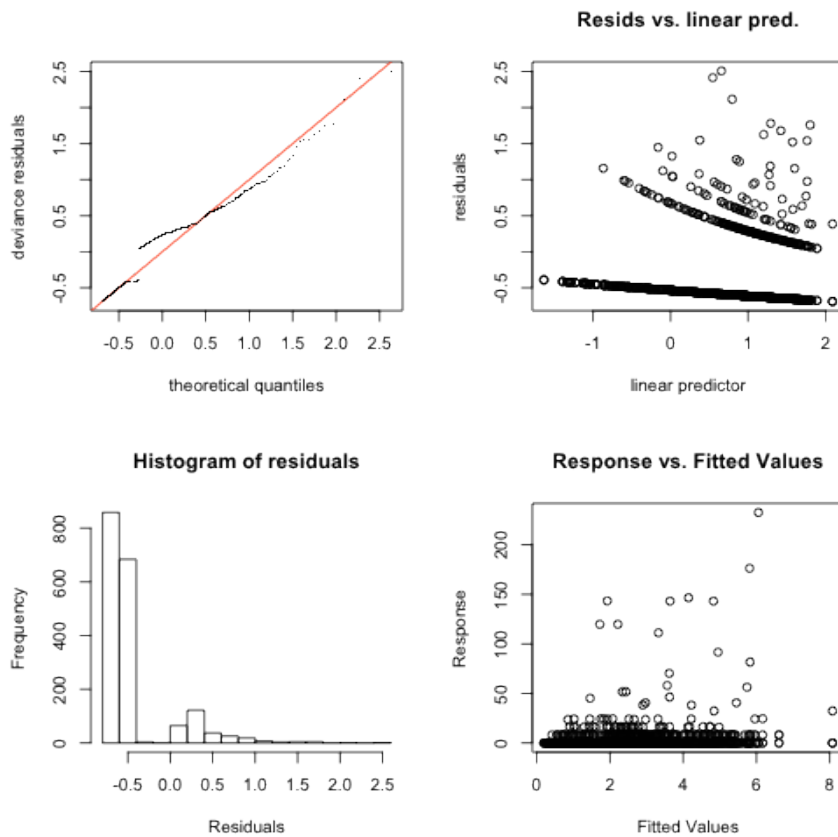 deviance residuals
-0.5 0.5 1.5 2.5
-0.5 0.0 0.5 1.0 1.5 2.0 2.5
theoretical quantiles
Resids vs. linear pred.
residuals
-0.5 0.5 1.5 2.5
-1 0 1 2
linear predictor
Histogram of residuals
Frequency
0 200 400 600 800
-0.5 0.0 0.5 1.0 1.5 2.0 2.5
Residuals
Response vs. Fitted Values
Response
0 50 100 150 200
0 2 4 6 8
Fitted Values